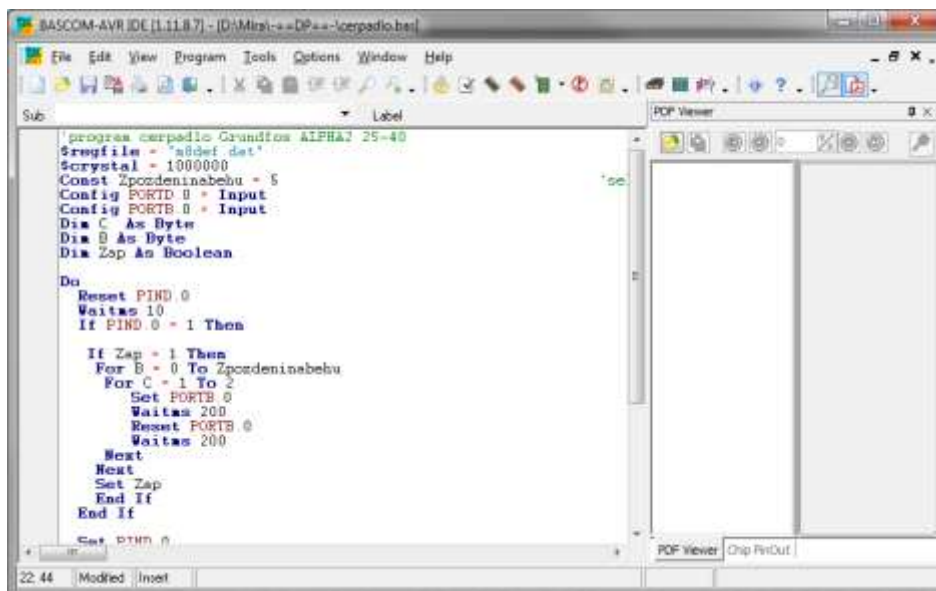 BASCOM-AVR IDE [1.11.8.7] - [D:\Mira\-==DP==-\cerpadlo.bas]
File Edit View Program Tools Options Window Help
Sub Label
PDF Viewer
'program cerpadlo Grundfos ALPHA2 25-40
$regfile = "m8def.dat"
$crystal = 1000000
Const Zpozdeninabehu = 5 'se
Config PORTD.0 = Input
Config PORTB.0 = Input
Dim C As Byte
Dim B As Byte
Dim Zap As Boolean
Do
Reset PIND.0
Waitms 10
If PIND.0 = 1 Then
If Zap = 1 Then
For B = 0 To Zpozdeninabehu
For C = 1 To 2
Set PORTB.0
Waitms 200
Reset PORTB.0
Waitms 200
Next
Next
Set Zap
End If
End If
Set PIND.0
PDF Viewer Chip PinOut
22: 44 Modified Insert